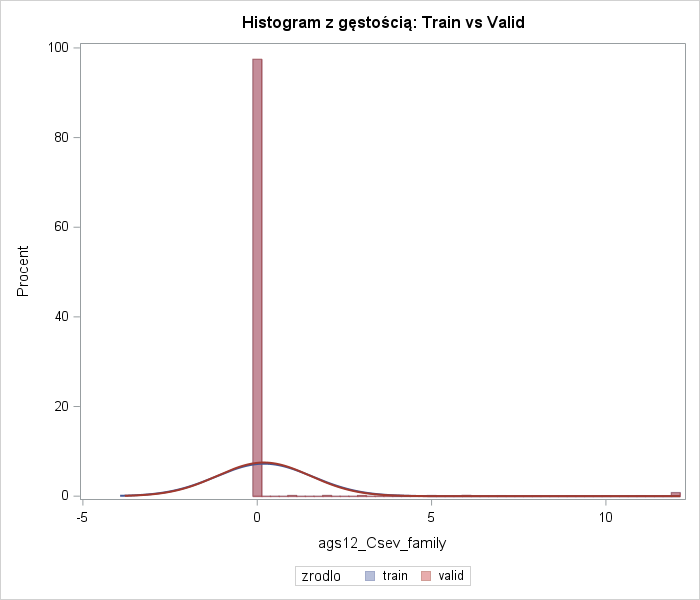 Histogram z gęstością: Train vs Valid
100
80
60
40
20
0
Procent
-5
0
5
10
ags12_Csev_family
zrodlo train valid